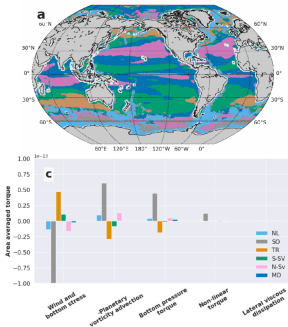 a
60°N
60°N
30°N
30°N
0°
0°
30°S
30°S
60°S
60°S
60°E 120°E 180° 120°W 60°W 0°
1e-13
c
1.00
0.75
0.50
0.25
0.00
-0.25
-0.50
-0.75
-1.00
Area averaged torque
NL
SO
TR
S-SV
N-Sv
MD
Wind and
bottom stress
-Planetary
vorticity advection
Bottom pressure
torque
Non-linear
torque
Lateral viscous
dissipation